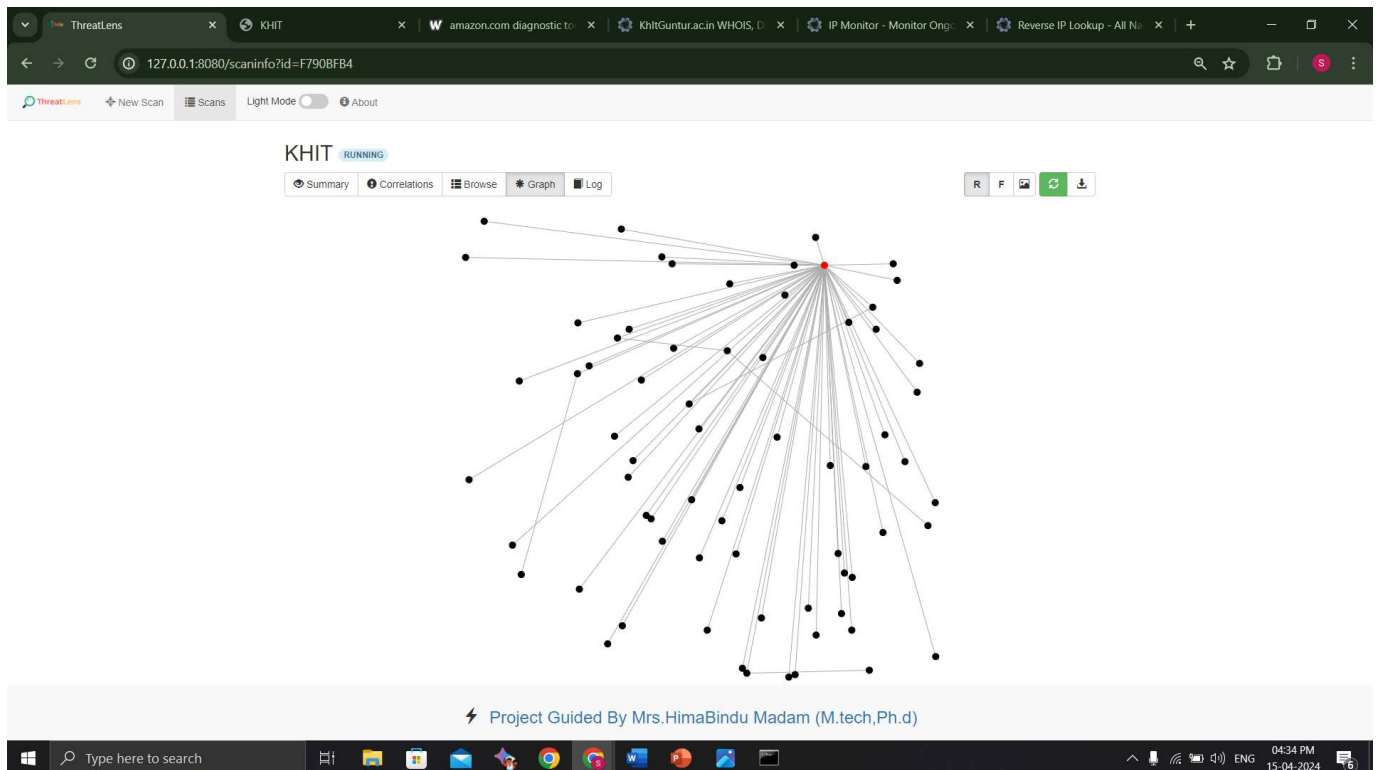 ThreatLens
KHIT
amazon.com diagnostic to
KhItGuntur.ac.in WHOIS, D
IP Monitor - Monitor Ongo
Reverse IP Lookup - All Na
127.0.0.1:8080/scaninfo?id=F790BFB4
S
ThreatLens
New Scan
Scans
Light Mode
About
KHIT RUNNING
Summary
Correlations
Browse
Graph
Log
R
F
Project Guided By Mrs.HimaBindu Madam (M.tech,Ph.d)
Type here to search
ENG
04:34 PM
15-04-2024
6